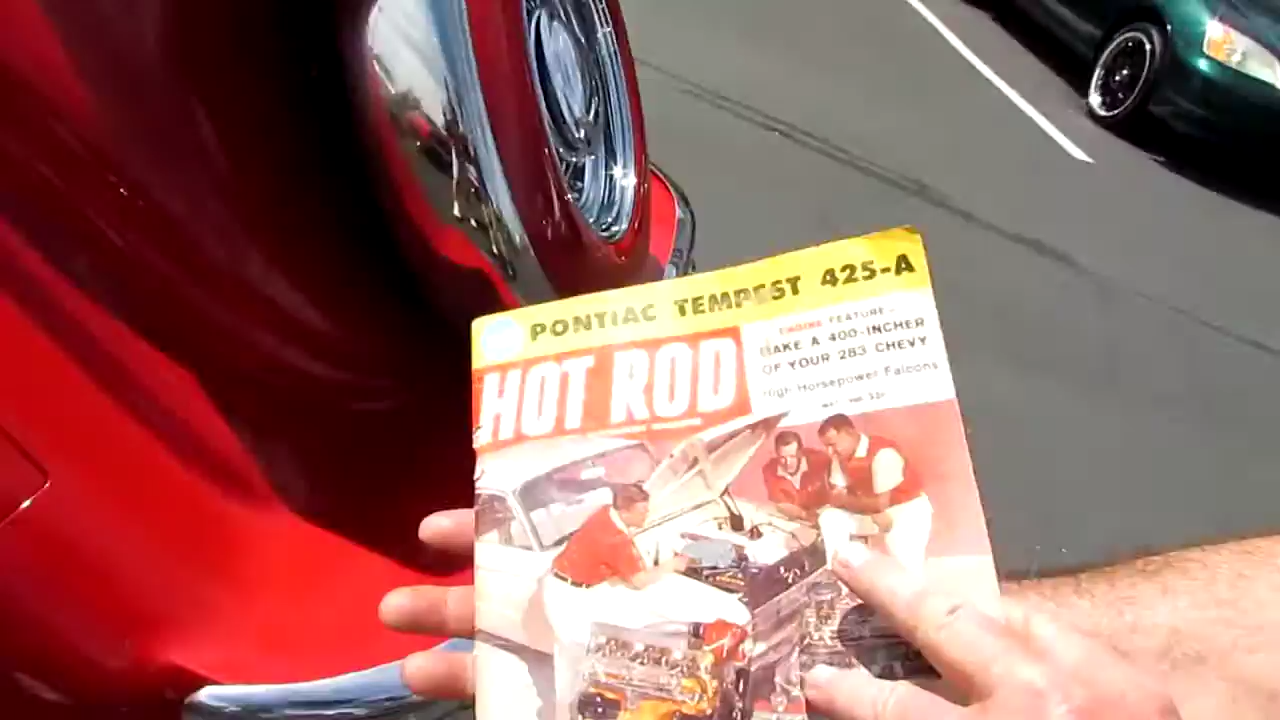 PONTIAC TEMPEST 425-A
HOT ROD
ENGINE FEATURE-
MAKE A 400-INCHER
OF YOUR 283 CHEVY
High Horsepower Falcons